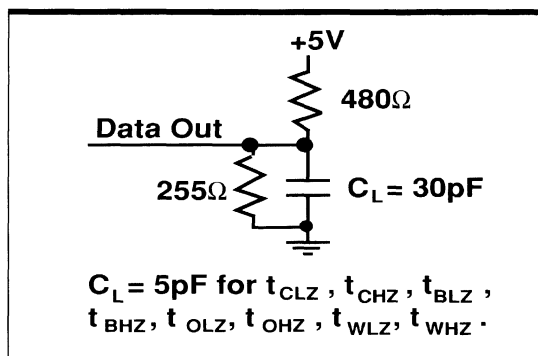 +5V
480Ω
Data Out
255Ω
C_L = 30pF
C_L = 5pF for t_CLZ , t_CHZ , t_BLZ ,
t_BHZ, t_OLZ, t_OHZ , t_WLZ, t_WHZ .